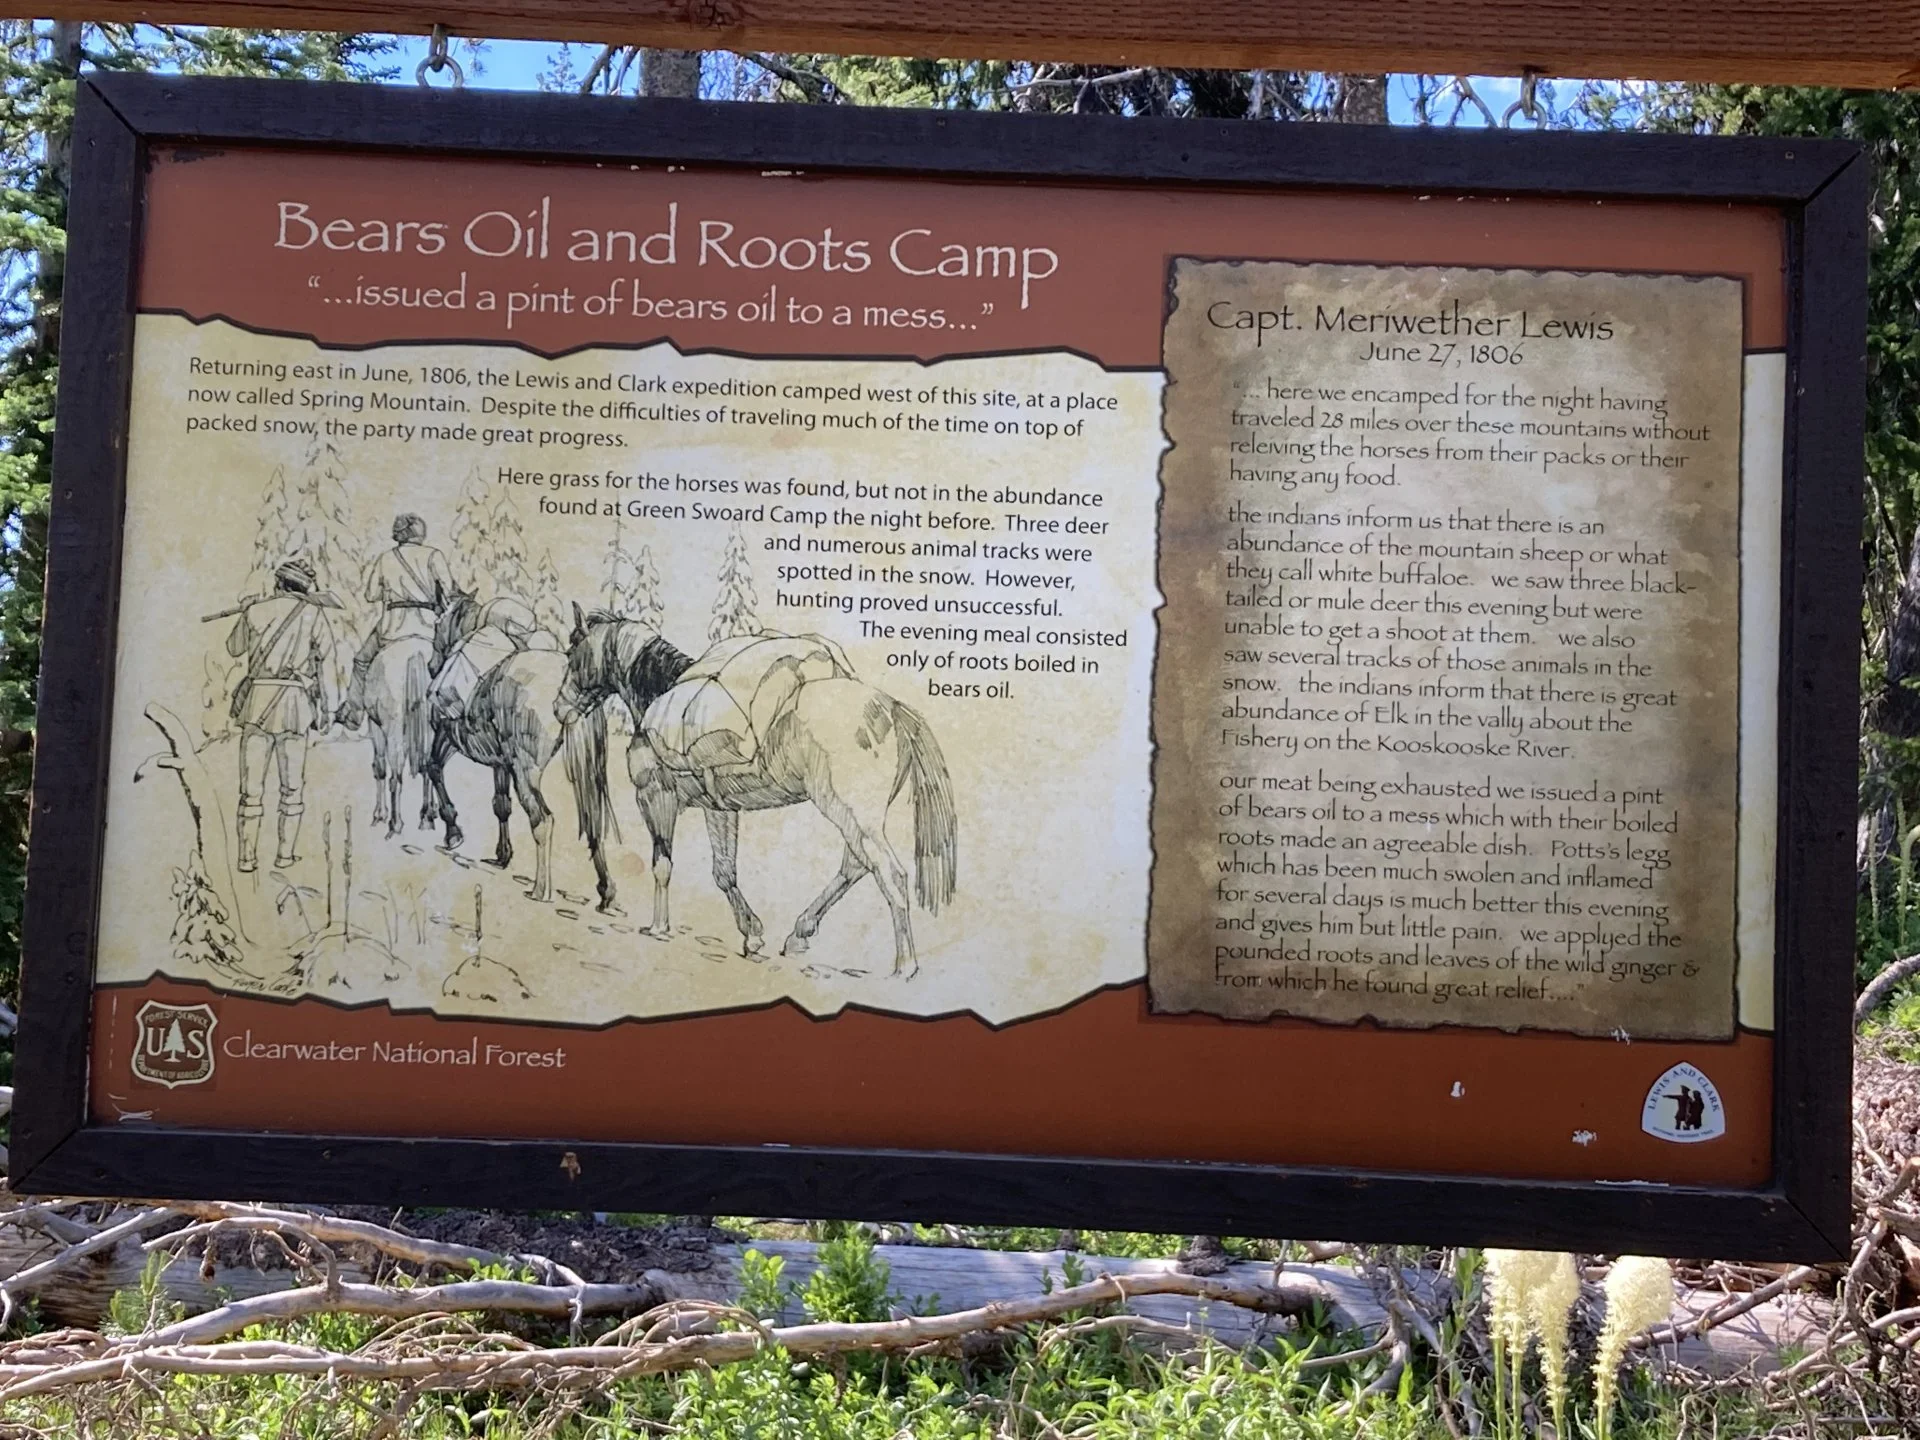 Bears Oil and Roots Camp
“...issued a pint of bears oil to a mess...”
Returning east in June, 1806, the Lewis and Clark expedition camped west of this site, at a place
now called Spring Mountain. Despite the difficulties of traveling much of the time on top of
packed snow, the party made great progress.
Here grass for the horses was found, but not in the abundance
found at Green Swoard Camp the night before. Three deer
and numerous animal tracks were
spotted in the snow. However,
hunting proved unsuccessful.
The evening meal consisted
only of roots boiled in
bears oil.
Capt. Meriwether Lewis
June 27, 1806
“... here we encamped for the night having
traveled 28 miles over these mountains without
releiving the horses from their packs or their
having any food.
the indians inform us that there is an
abundance of the mountain sheep or what
they call white buffaloe. we saw three black-
tailed or mule deer this evening but were
unable to get a shoot at them. we also
saw several tracks of those animals in the
snow. the indians inform that there is great
abundance of Elk in the vally about the
Fishery on the Kooskooske River.
our meat being exhausted we issued a pint
of bears oil to a mess which with their boiled
roots made an agreeable dish. Potts's legg
which has been much swolen and inflamed
for several days is much better this evening
and gives him but little pain. we applyed the
pounded roots and leaves of the wild ginger &
from which he found great relief....”
FOREST SERVICE
US
DEPARTMENT OF AGRICULTURE
Clearwater National Forest
LEWIS AND CLARK
NATIONAL HISTORIC TRAIL